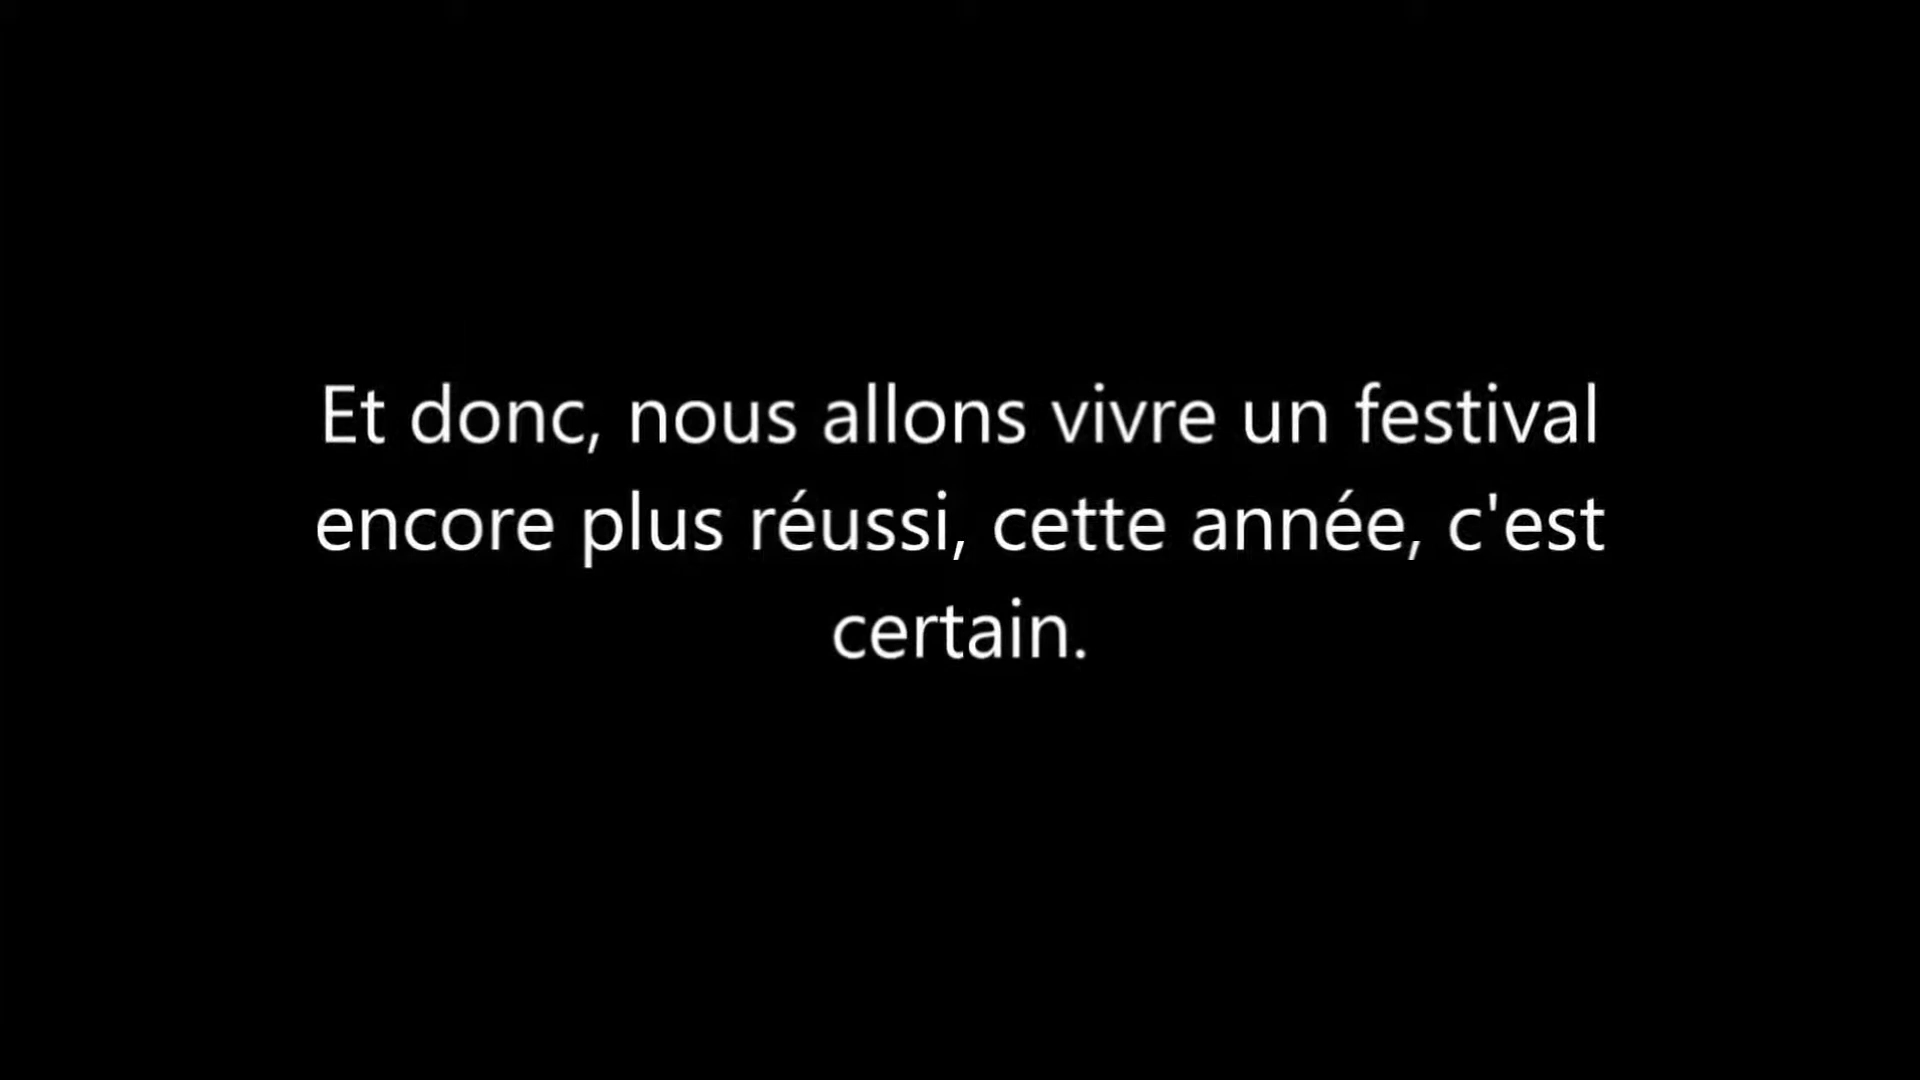 Et donc, nous allons vivre un festival
encore plus réussi, cette année, c'est
certain.